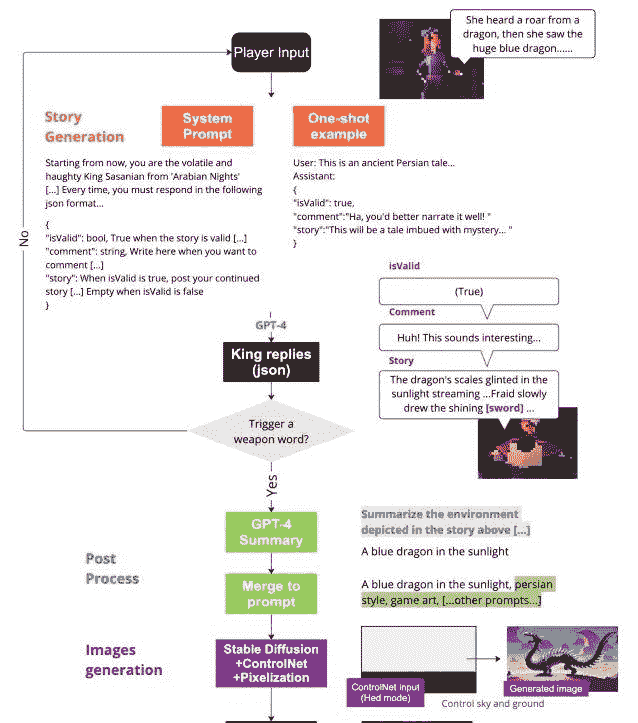 Player Input
She heard a roar from a
dragon, then she saw the
huge blue dragon......
Story
Generation
System
Prompt
One-shot
example
Starting from now, you are the volatile and
haughty King Sasanian from 'Arabian Nights'
[...] Every time, you must respond in the following
json format...
{
"isValid": bool, True when the story is valid [...]
"comment": string, Write here when you want to
comment [...]
"story": When isValid is true, post your continued
story [...] Empty when isValid is false
}
User: This is an ancient Persian tale...
Assistant:
{
"isValid": true,
"comment":"Ha, you'd better narrate it well! "
"story":"This will be a tale imbued with mystery... "
}
No
isValid
(True)
Comment
Huh! This sounds interesting...
Story
The dragon's scales glinted in the
sunlight streaming ...Fraid slowly
drew the shining [sword] ...
GPT-4
King replies
(json)
Trigger a
weapon word?
Yes
Post
Process
GPT-4
Summary
Summarize the environment
depicted in the story above [...]
A blue dragon in the sunlight
Merge to
prompt
A blue dragon in the sunlight, persian
style, game art, [...other prompts...]
Images
generation
Stable Diffusion
+ControlNet
+Pixelization
ControlNet input
(Hed mode)
Generated image
Control sky and ground